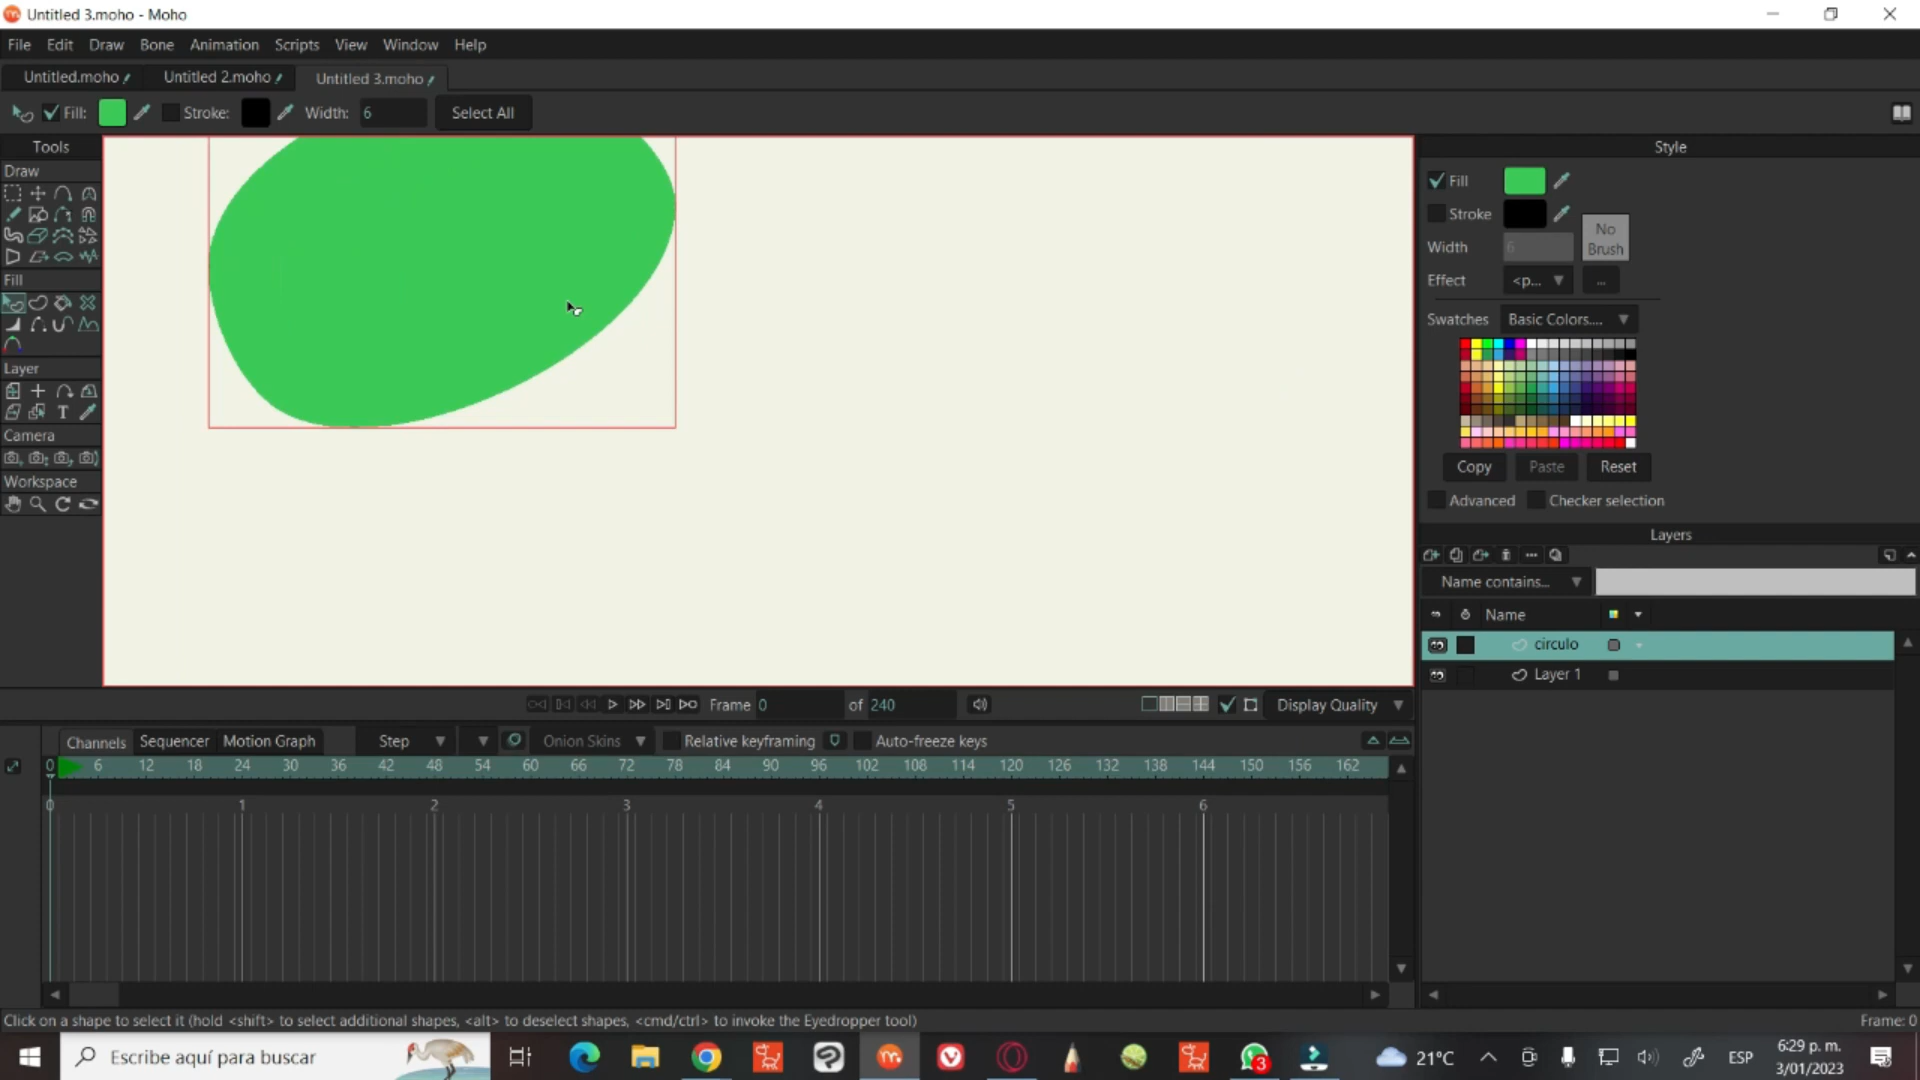 Untitled 3.moho - Moho
File Edit Draw Bone Animation Scripts View Window Help
Untitled.moho Untitled 2.moho Untitled 3.moho
Fill: Stroke: Width: 6 Select All
Tools
Draw
Fill
Layer
T
Camera
Workspace
Style
Fill
Stroke
Width 6
No
Brush
Effect <p... ...
Swatches Basic Colors....
Copy Paste Reset
Advanced Checker selection
Layers
Name contains...
Name
circulo
Layer 1
Frame 0 of 240 Display Quality
Channels Sequencer Motion Graph Step Onion Skins Relative keyframing Auto-freeze keys
0 6 12 18 24 30 36 42 48 54 60 66 72 78 84 90 96 102 108 114 120 126 132 138 144 150 156 162
0 1 2 3 4 5 6
Click on a shape to select it (hold <shift> to select additional shapes, <alt> to deselect shapes, <cmd/ctrl> to invoke the Eyedropper tool)
Frame: 0
Escribe aquí para buscar
3
21°C
ESP
6:29 p. m.
3/01/2023